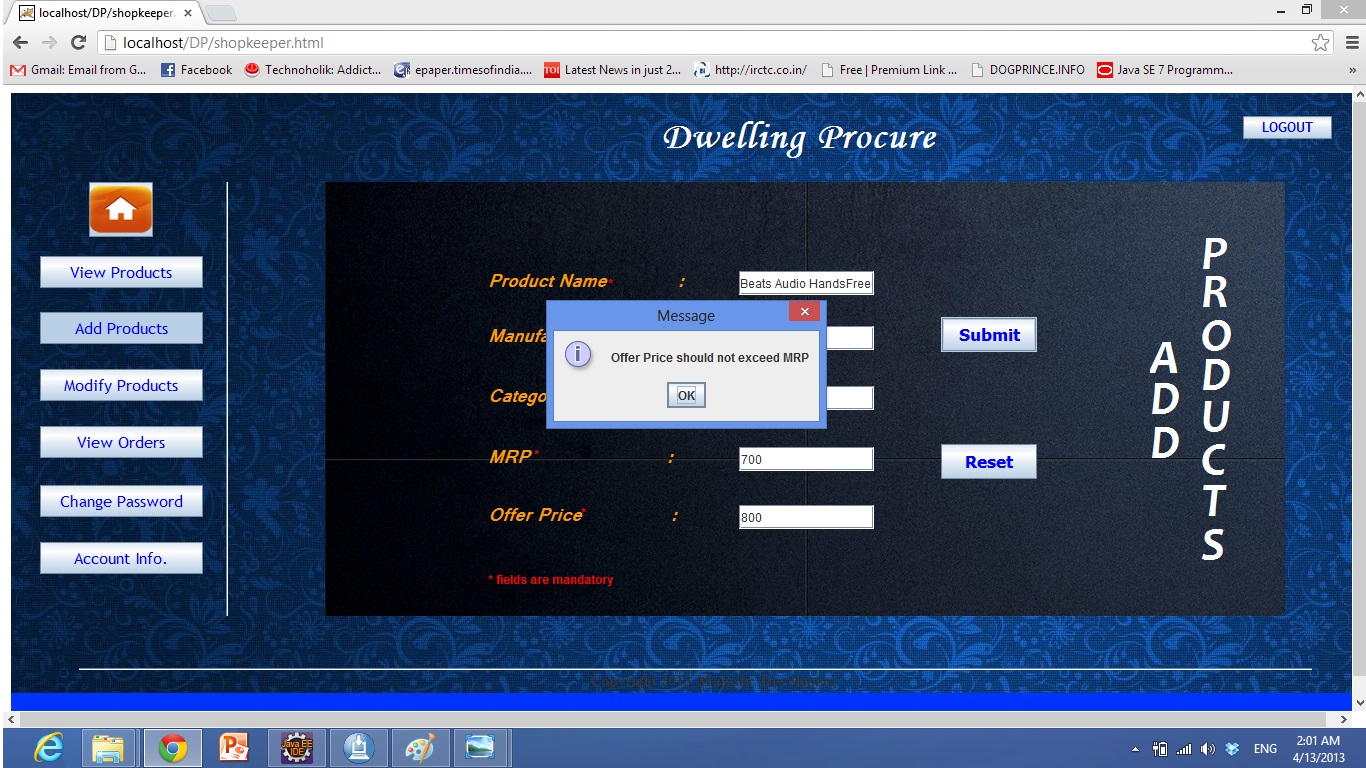 localhost/DP/shopkeeper.
localhost/DP/shopkeeper.html
Gmail: Email from G...
Facebook
Technoholik: Addict...
epaper.timesofindia....
TOI
Latest News in just 2...
http://irctc.co.in/
Free | Premium Link ...
DOGPRINCE.INFO
Java SE 7 Programm...
»
Dwelling Procure
LOGOUT
View Products
Add Products
Modify Products
View Orders
Change Password
Account Info.
Product Name* : Beats Audio HandsFree
Manufa
Catego
MRP* : 700
Offer Price* : 800
* fields are mandatory
Message
Offer Price should not exceed MRP
OK
Submit
Reset
ADD
PRODUCTS
Java EE
IDE
ENG
2:01 AM
4/13/2013